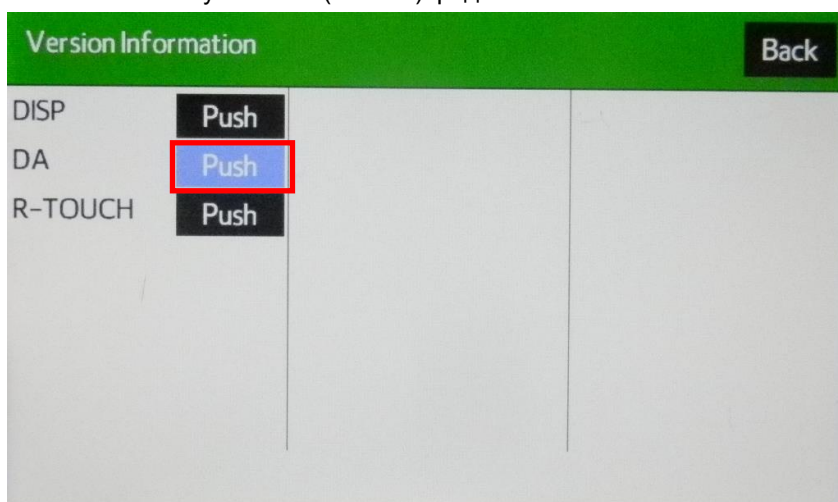 Version Information
Back
DISP Push
DA Push
R-TOUCH Push